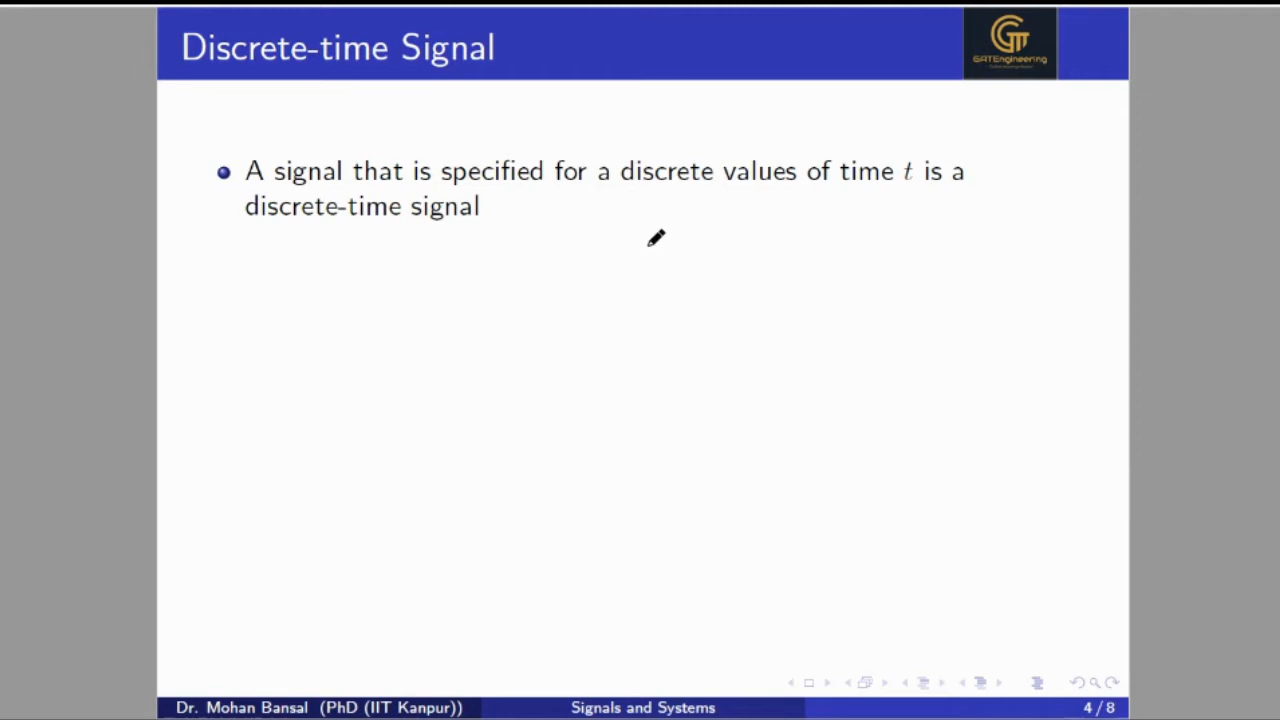 Discrete-time Signal
GATEngineering
A signal that is specified for a discrete values of time t is a
discrete-time signal
Dr. Mohan Bansal (PhD (IIT Kanpur)) Signals and Systems 4 / 8